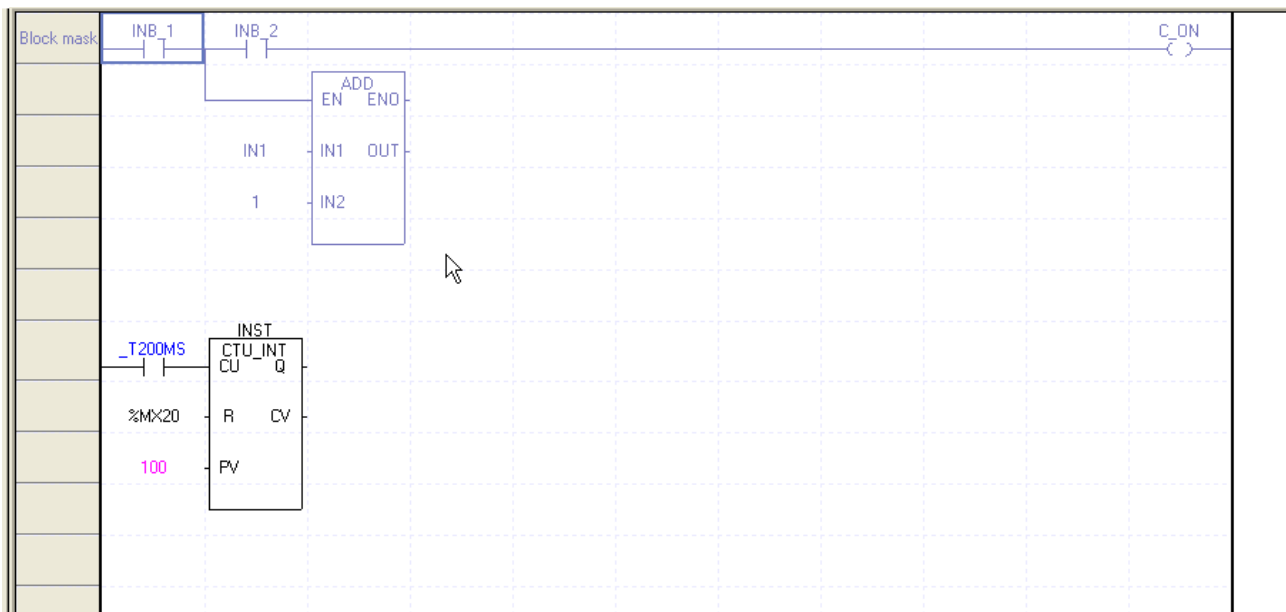 Block mask INB_1 INB_2 C_ON
ADD
EN ENO
IN1 IN1 OUT
1 IN2
INST
_T200MS CTU_INT
CU Q
%MX20 R CV
100 PV